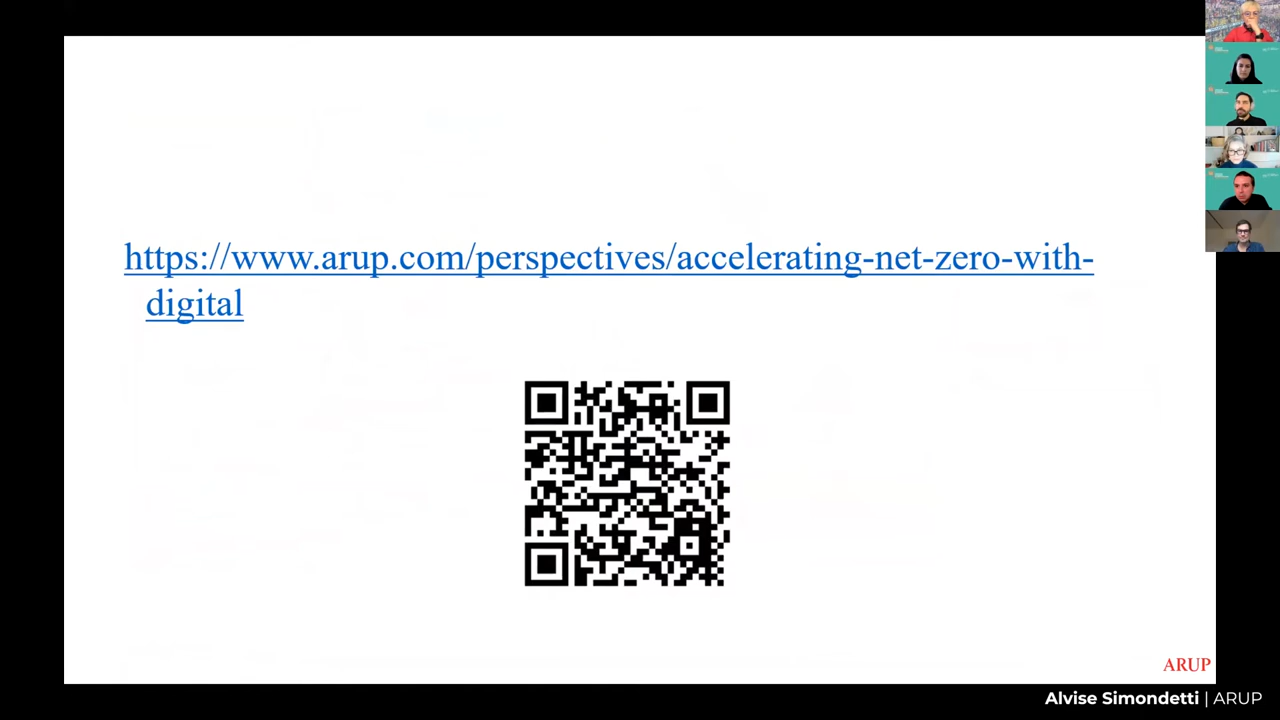 https://www.arup.com/perspectives/accelerating-net-zero-with-
digital
ARUP
Alvise Simondetti | ARUP